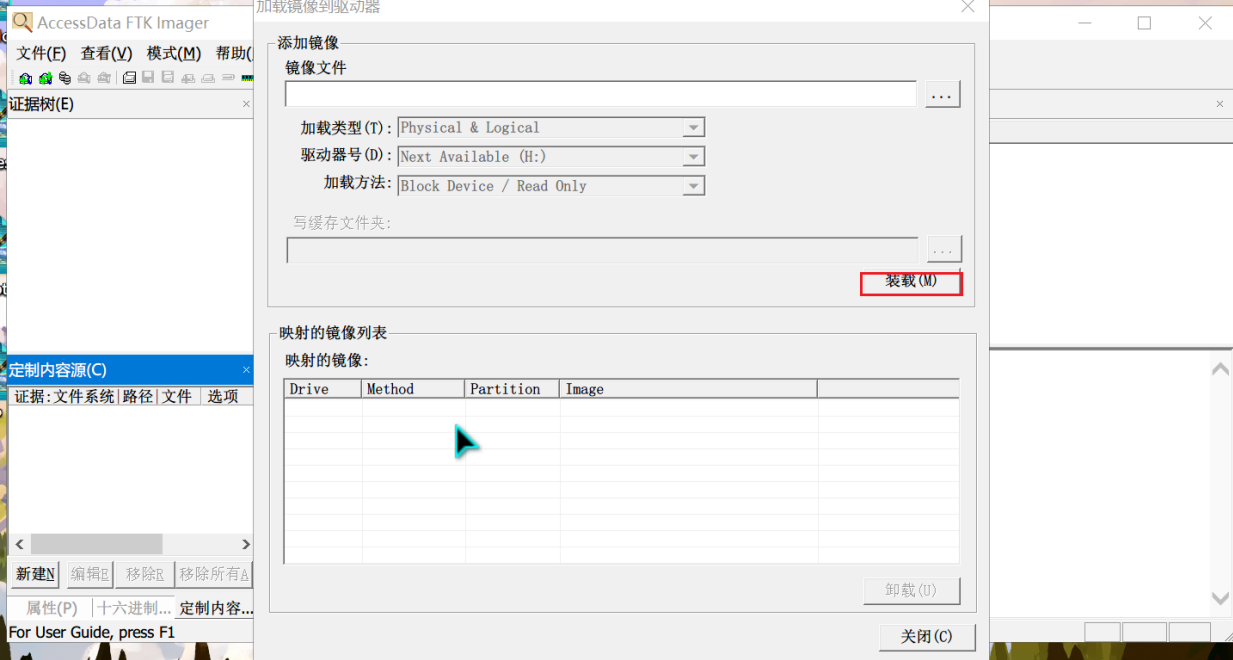 加载镜像到驱动器
AccessData FTK Imager
文件(F) 查看(V) 模式(M) 帮助(
证据树(E)
添加镜像
镜像文件
...
加载类型(T): Physical & Logical
驱动器号(D): Next Available (H:)
加载方法: Block Device / Read Only
写缓存文件夹:
...
装载(M)
映射的镜像列表
映射的镜像:
Drive Method Partition Image
定制内容源(C)
证据:文件系统|路径|文件 选项
新建N 编辑E 移除R 移除所有A
卸载(U)
属性(P) 十六进制... 定制内容...
For User Guide, press F1
关闭(C)